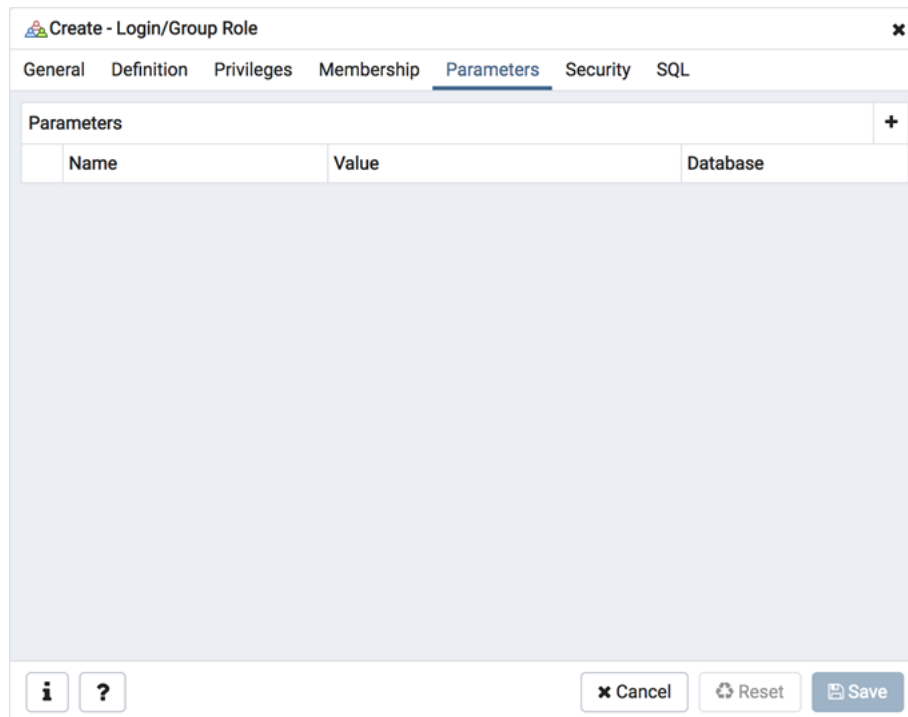 Create - Login/Group Role
General Definition Privileges Membership Parameters Security SQL
Parameters
Name Value Database
i ? Cancel Reset Save